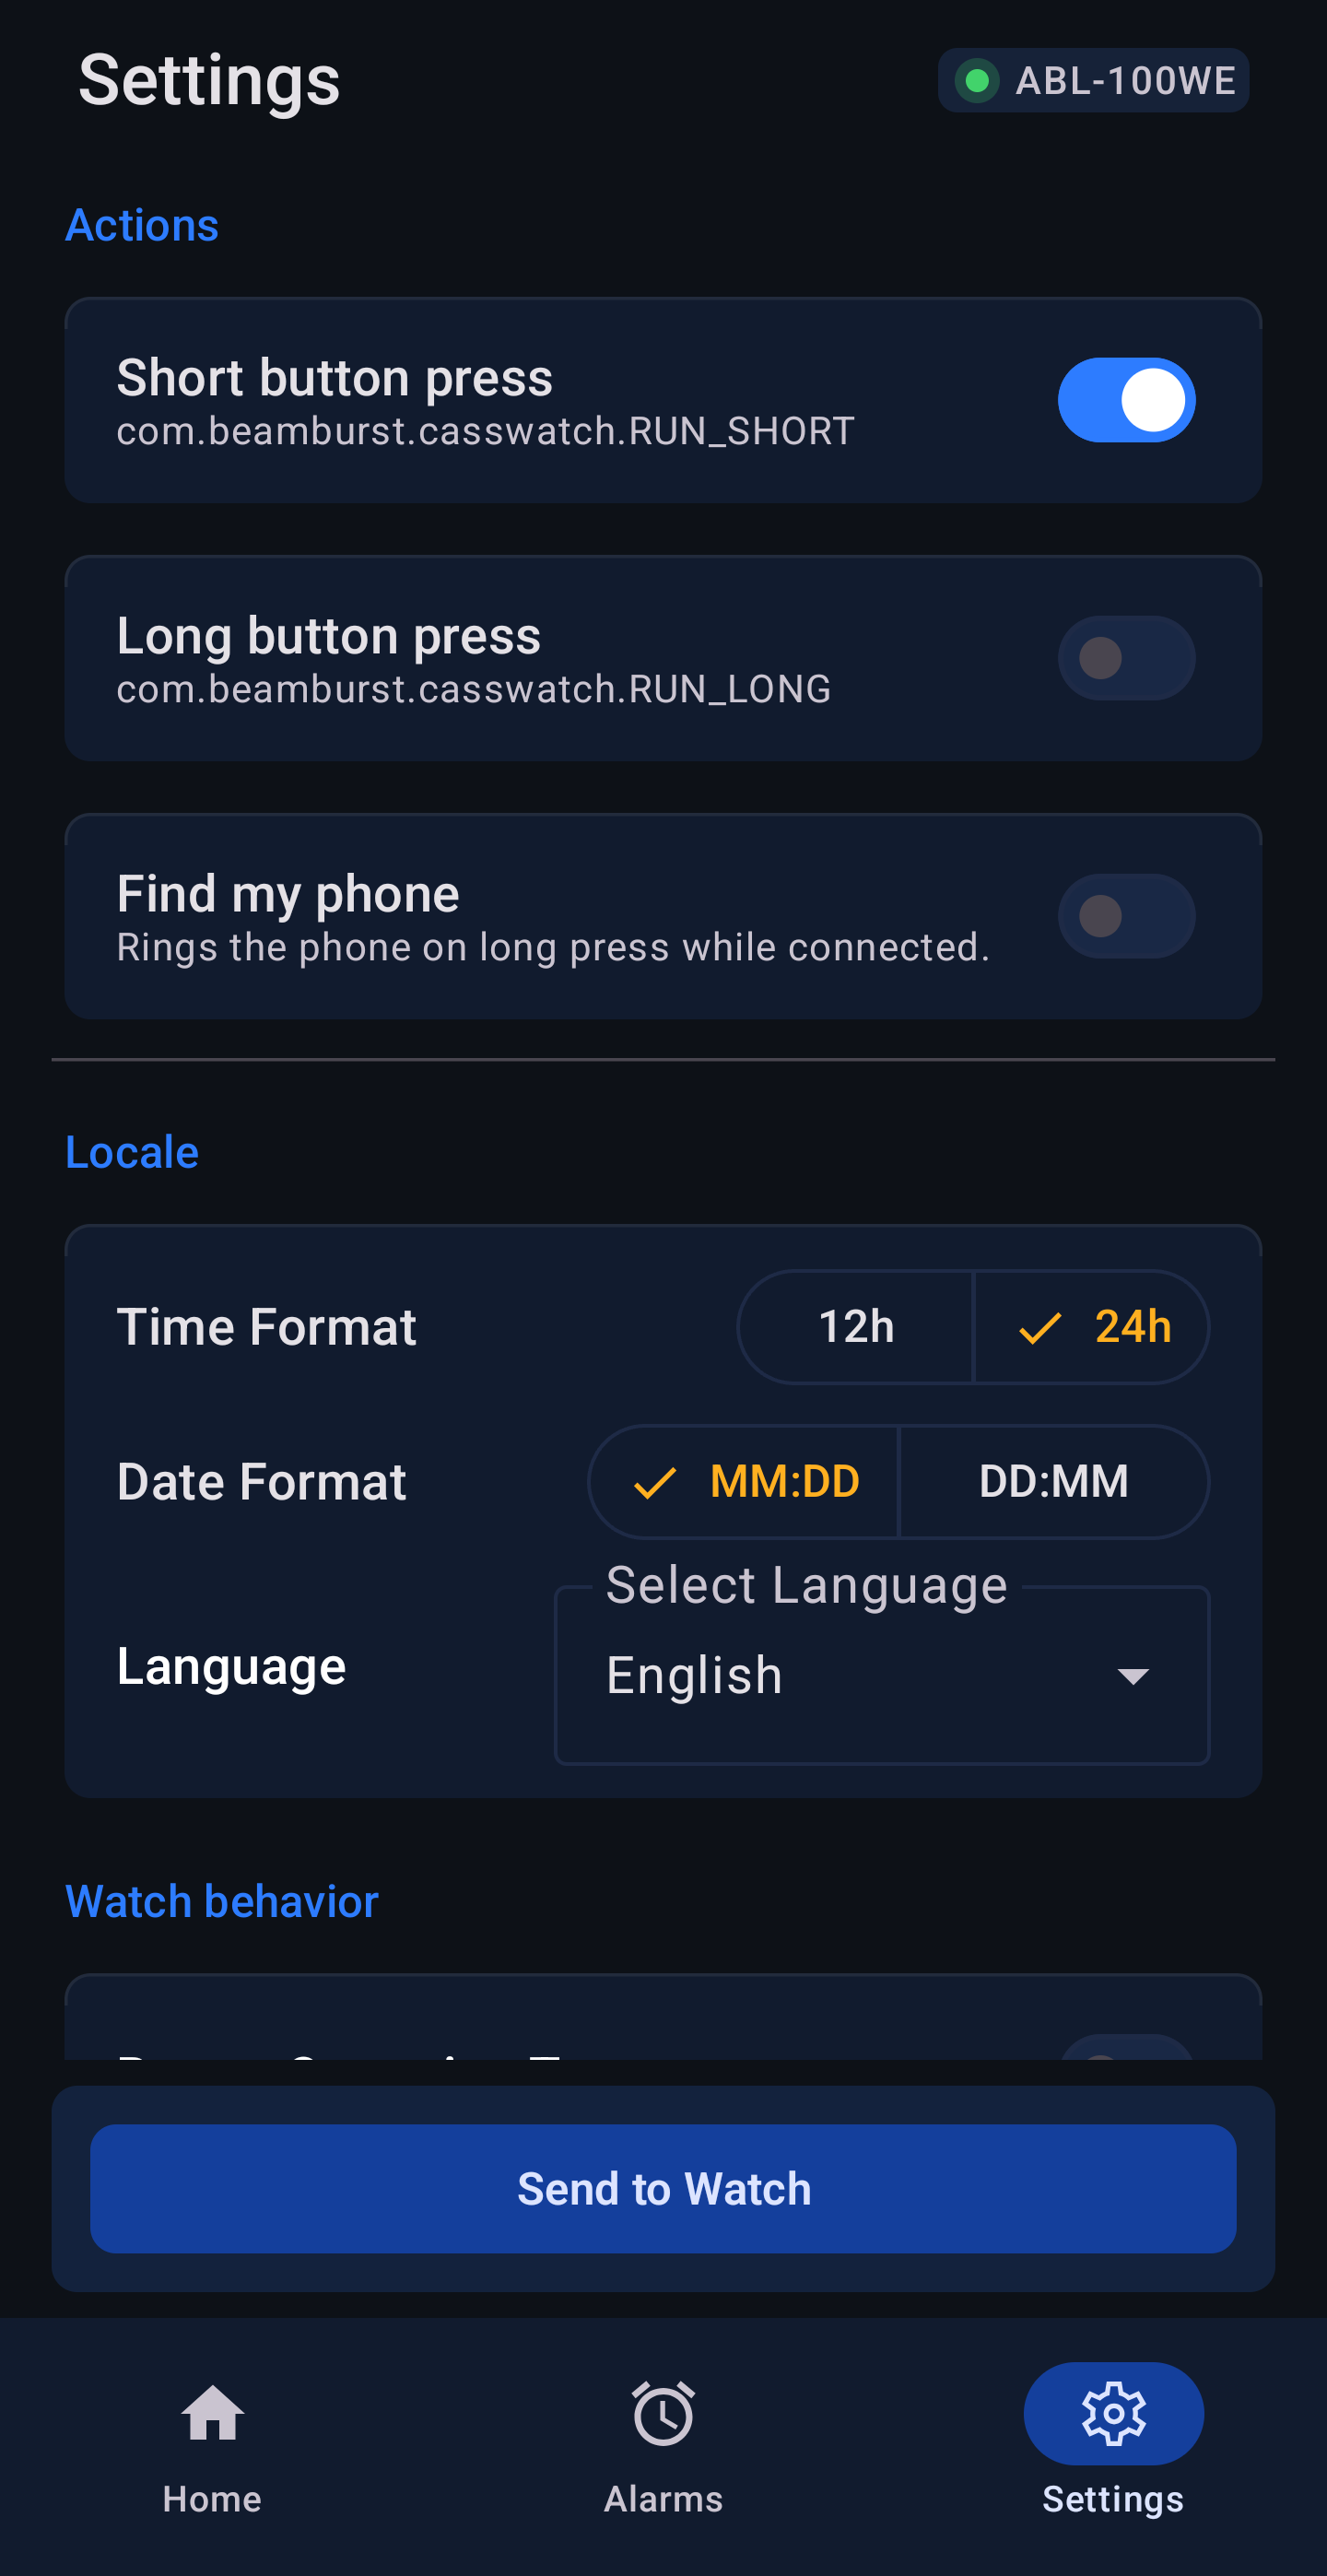 Settings
ABL-100WE
Actions
Short button press
com.beamburst.casswatch.RUN_SHORT
Long button press
com.beamburst.casswatch.RUN_LONG
Find my phone
Rings the phone on long press while connected.
Locale
Time Format
12h
24h
Date Format
MM:DD
DD:MM
Select Language
Language
English
Watch behavior
Send to Watch
Home
Alarms
Settings